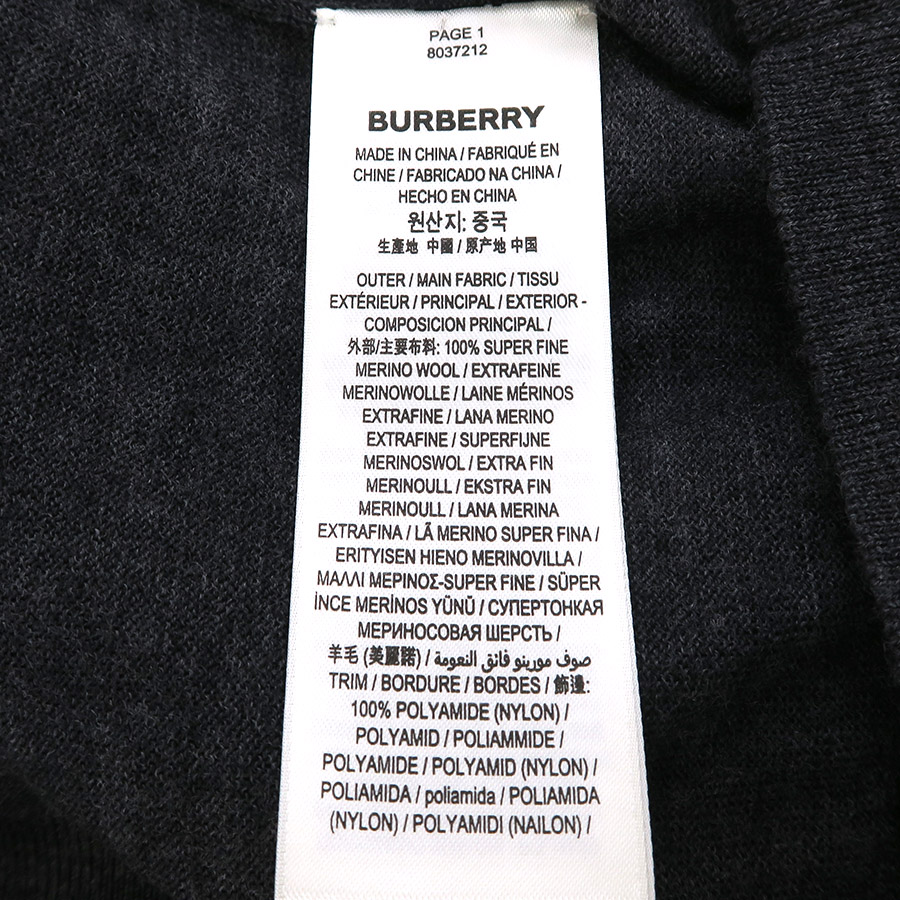 PAGE 1
8037212
BURBERRY
MADE IN CHINA / FABRIQUÉ EN
CHINE / FABRICADO NA CHINA /
HECHO EN CHINA
원산지: 중국
生產地 中國 / 原产地 中国
OUTER / MAIN FABRIC / TISSU
EXTÉRIEUR / PRINCIPAL / EXTERIOR -
COMPOSICION PRINCIPAL /
外部/主要布料: 100% SUPER FINE
MERINO WOOL / EXTRAFEINE
MERINOWOLLE / LAINE MÉRINOS
EXTRAFINE / LANA MERINO
EXTRAFINE / SUPERFIJNE
MERINOSWOL / EXTRA FIN
MERINOULL / EKSTRA FIN
MERINOULL / LANA MERINA
EXTRAFINA / LÃ MERINO SUPER FINA /
ERITYISEN HIENO MERINOVILLA /
ΜΑΛΛΙ ΜΕΡΙΝΟΣ-SUPER FINE / SÜPER
İNCE MERİNOS YÜNÜ / СУПЕРТОНКАЯ
МЕРИНОСОВАЯ ШЕРСТЬ /
羊毛 (美麗諾) / صوف مورينو فائق النعومة /
TRIM / BORDURE / BORDES / 飾邊:
100% POLYAMIDE (NYLON) /
POLYAMID / POLIAMMIDE /
POLYAMIDE / POLYAMID (NYLON) /
POLIAMIDA / poliamida / POLIAMIDA
(NYLON) / POLYAMIDI (NAILON) /